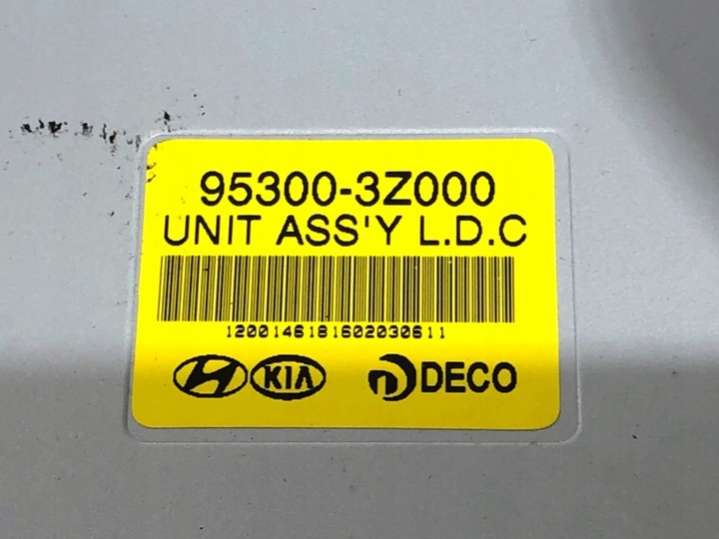 95300-3Z000
UNIT ASS'Y L.D.C
1200146181602030611
KIA DECO